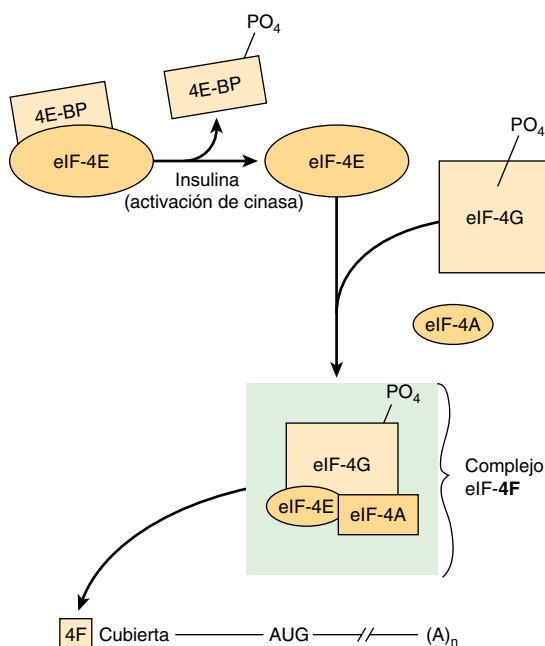 PO4
4E-BP
4E-BP
eIF-4E
eIF-4E
Insulina
(activación de cinasa)
PO4
eIF-4G
eIF-4A
PO4
eIF-4G
eIF-4E
eIF-4A
Complejo
eIF-4F
4F Cubierta AUG (A)n